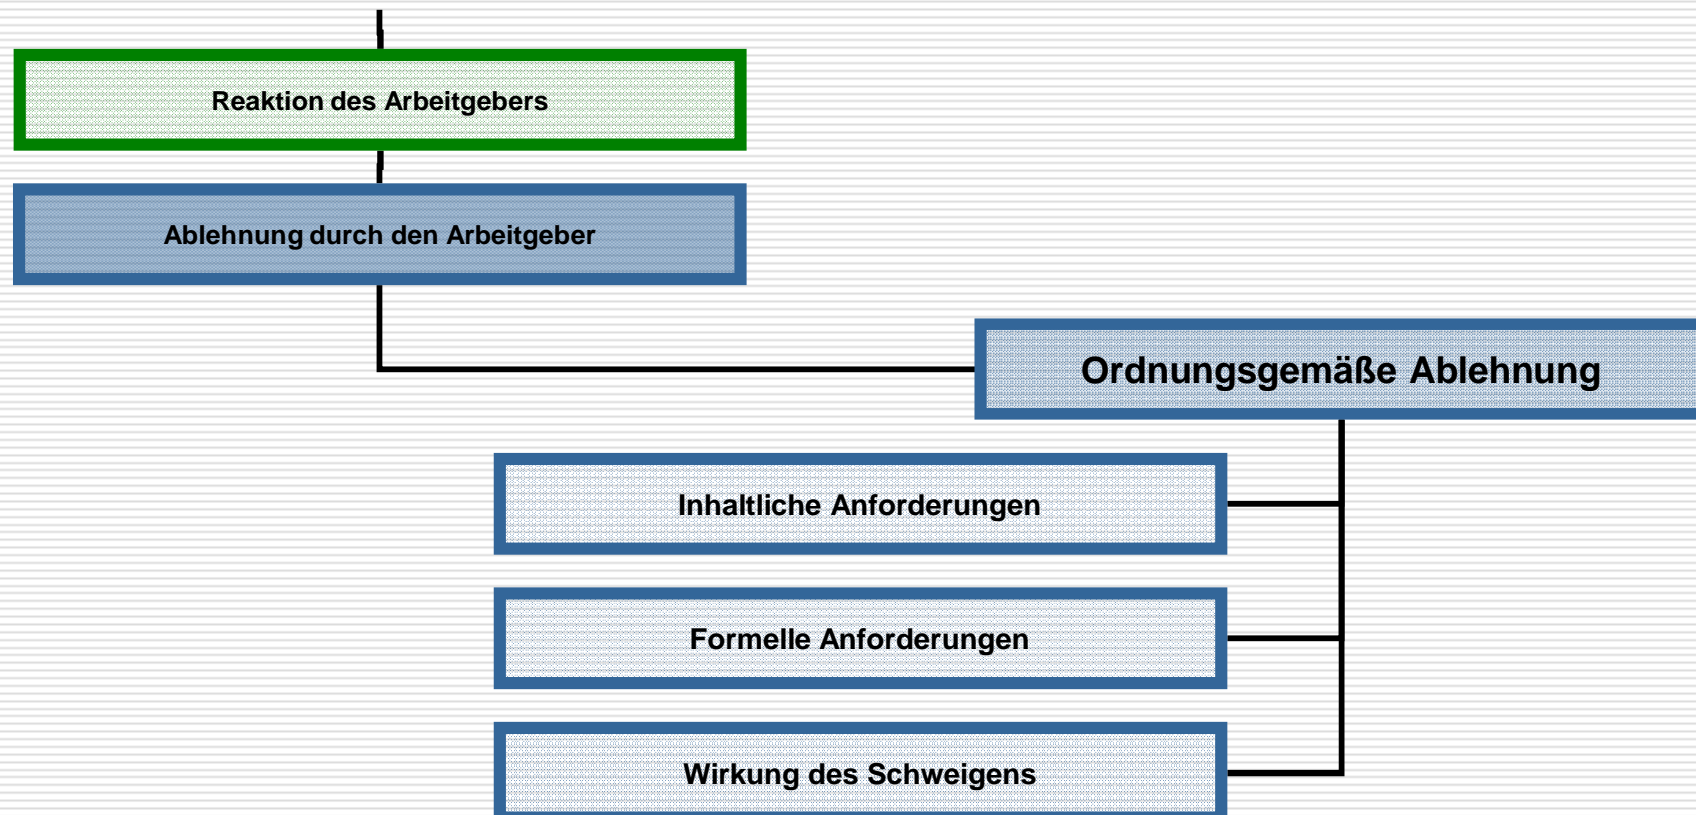 Reaktion des Arbeitgebers
Ablehnung durch den Arbeitgeber
Ordnungsgemäße Ablehnung
Inhaltliche Anforderungen
Formelle Anforderungen
Wirkung des Schweigens